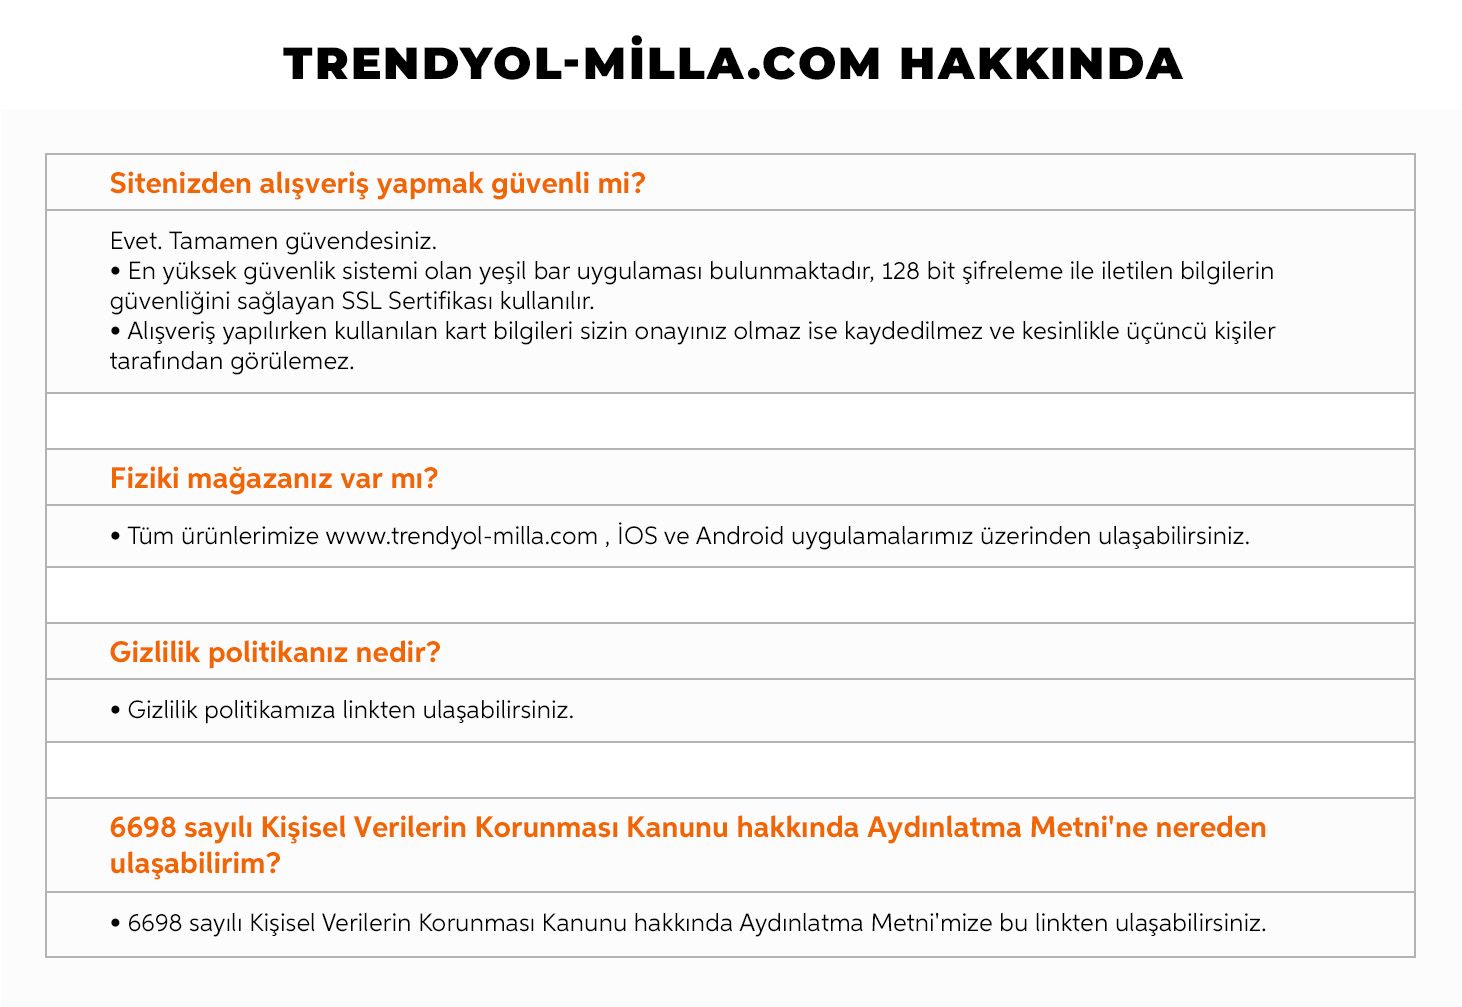 TRENDYOL-MİLLA.COM HAKKINDA
Sitenizden alışveriş yapmak güvenli mi?
Evet. Tamamen güvendesiniz.
• En yüksek güvenlik sistemi olan yeşil bar uygulaması bulunmaktadır, 128 bit şifreleme ile iletilen bilgilerin
güvenliğini sağlayan SSL Sertifikası kullanılır.
• Alışveriş yapılırken kullanılan kart bilgileri sizin onayınız olmaz ise kaydedilmez ve kesinlikle üçüncü kişiler
tarafından görülemez.
Fiziki mağazanız var mı?
• Tüm ürünlerimize www.trendyol-milla.com , İOS ve Android uygulamalarımız üzerinden ulaşabilirsiniz.
Gizlilik politikanız nedir?
• Gizlilik politikamıza linkten ulaşabilirsiniz.
6698 sayılı Kişisel Verilerin Korunması Kanunu hakkında Aydınlatma Metni'ne nereden
ulaşabilirim?
• 6698 sayılı Kişisel Verilerin Korunması Kanunu hakkında Aydınlatma Metni'mize bu linkten ulaşabilirsiniz.